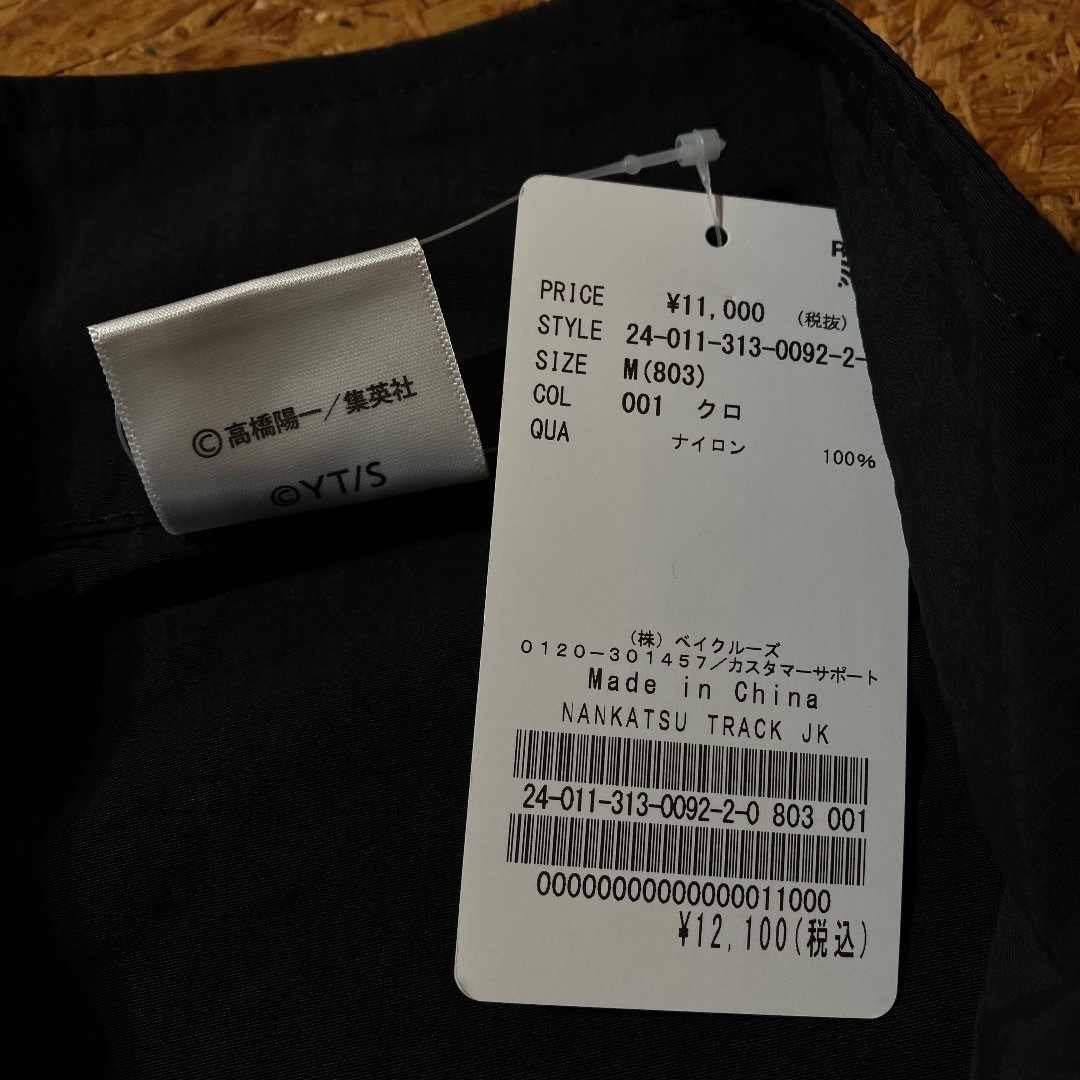 ©高橋陽一／集英社
©YT/S
PRICE ¥11,000 (税抜)
STYLE 24-011-313-0092-2-
SIZE M(803)
COL 001 クロ
QUA ナイロン 100%
(株) ベイクルーズ
0120-301457/カスタマーサポート
Made in China
NANKATSU TRACK JK
24-011-313-0092-2-0 803 001
00000000000000011000
¥12,100(税込)